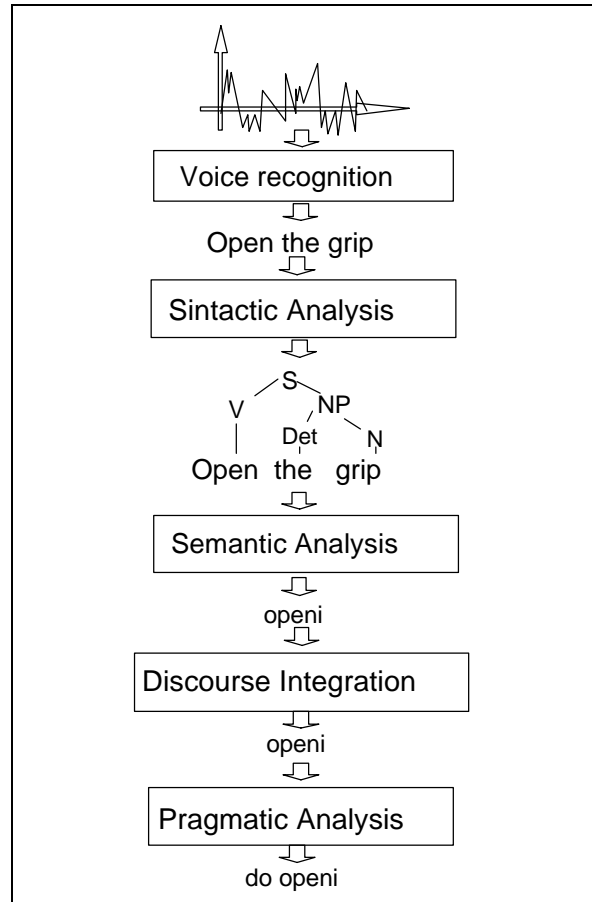 Voice recognition
Open the grip
Sintactic Analysis
S
V NP
Det N
Open the grip
Semantic Analysis
openi
Discourse Integration
openi
Pragmatic Analysis
do openi